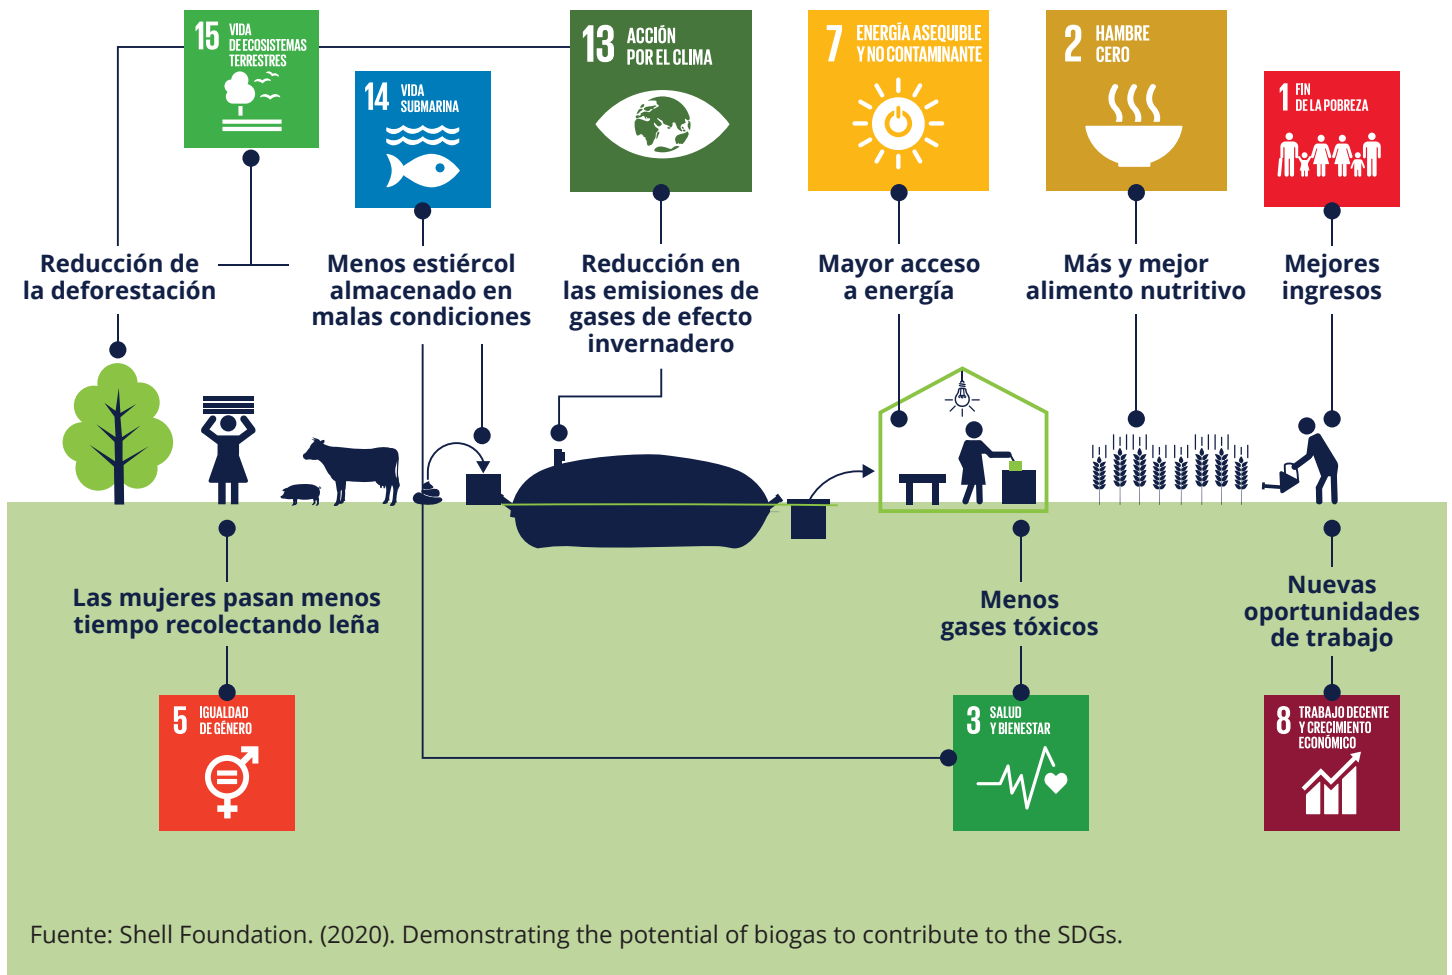 15 VIDA
DE ECOSISTEMAS
TERRESTRES
14 VIDA
SUBMARINA
13 ACCIÓN
POR EL CLIMA
7 ENERGÍA ASEQUIBLE
Y NO CONTAMINANTE
2 HAMBRE
CERO
1 FIN
DE LA POBREZA
Reducción de
la deforestación
Menos estiércol
almacenado en
malas condiciones
Reducción en
las emisiones de
gases de efecto
invernadero
Mayor acceso
a energía
Más y mejor
alimento nutritivo
Mejores
ingresos
Las mujeres pasan menos
tiempo recolectando leña
Menos
gases tóxicos
Nuevas
oportunidades
de trabajo
5 IGUALDAD
DE GÉNERO
3 SALUD
Y BIENESTAR
8 TRABAJO DECENTE
Y CRECIMIENTO
ECONÓMICO
Fuente: Shell Foundation. (2020). Demonstrating the potential of biogas to contribute to the SDGs.